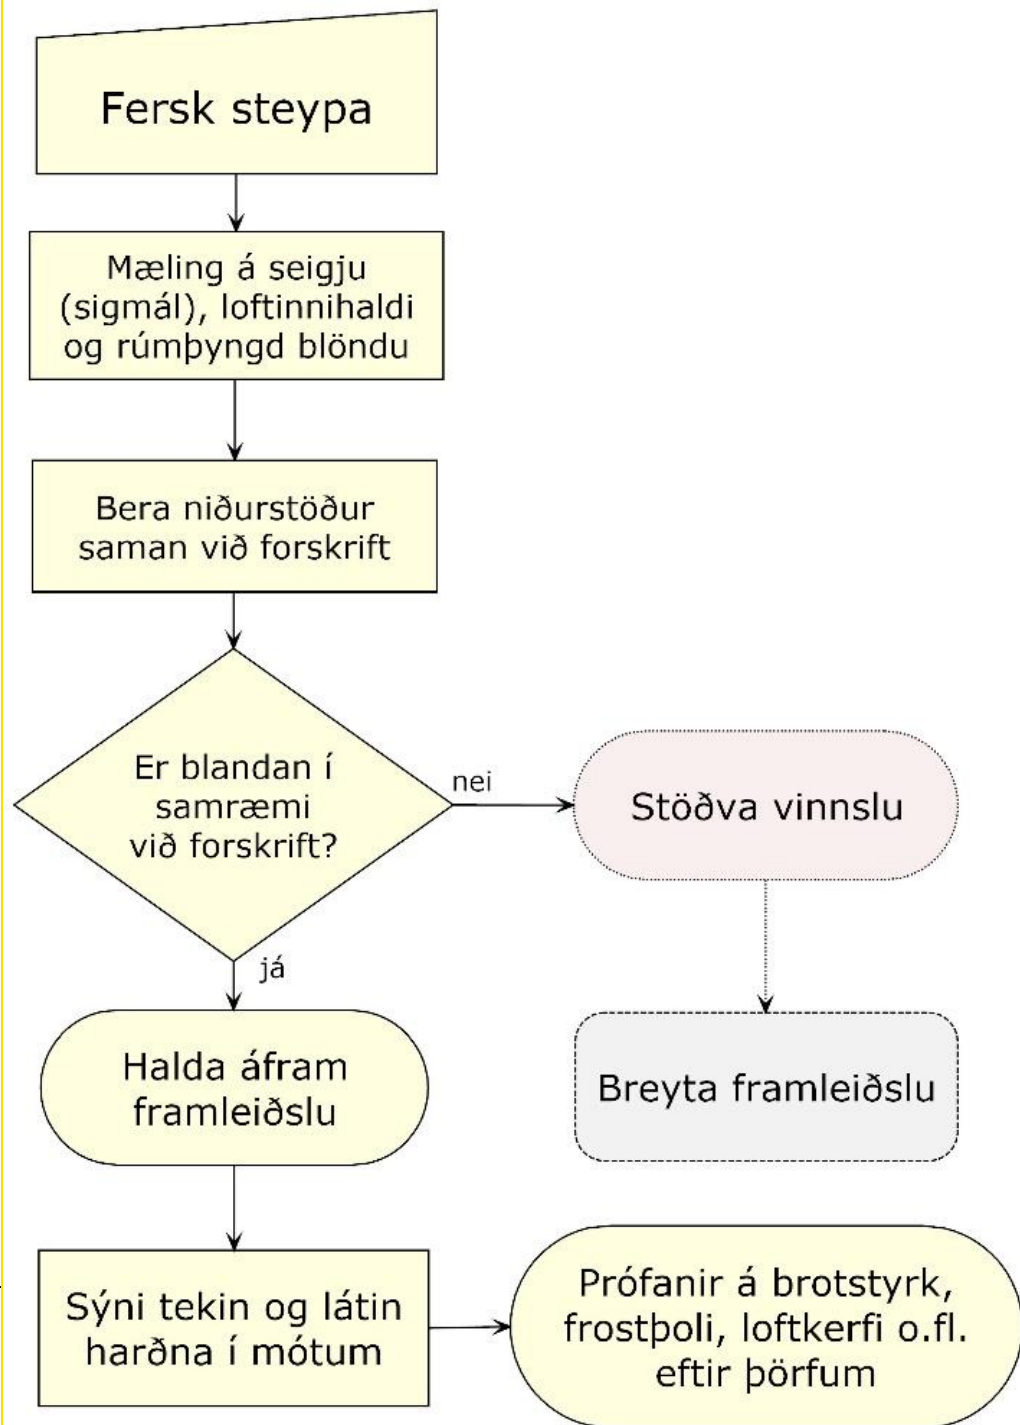 Fersk steypa
Mæling á seigju
(sigmál), loftinnihaldi
og rúmþyngd blöndu
Bera niðurstöður
saman við forskrift
Er blandan í
samræmi
við forskrift?
nei
Stöðva vinnslu
já
Halda áfram
framleiðslu
Breyta framleiðslu
Sýni tekin og látin
harðna í mótum
Prófanir á brotstyrk,
frostþoli, loftkerfi o.fl.
eftir þörfum